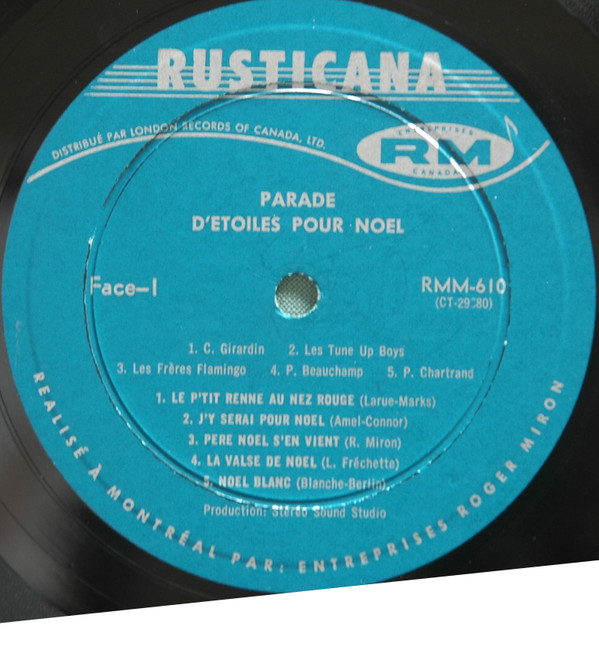 RUSTICANA
DISTRIBUÉ PAR LONDON RECORDS OF CANADA, LTD.
ENTREPRISES
RM
CANADA
PARADE
D'ETOILES POUR NOEL
Face-1
RMM-610
1. C. Girardin 2. Les Tune Up Boys
3. Les Frères Flamingo 4. P. Beauchamp 5. P. Chartrand
1. LE P'TIT RENNE AU NEZ ROUGE (Larue-Marks)
2. J'Y SERAI POUR NOEL (Amel-Connor)
3. PERE NOEL S'EN VIENT (R. Miron)
4. LA VALSE DE NOEL (L. Fréchette)
5. NOEL BLANC (Blanche-Berlin)
Production: Stéréo Sound Studio
REALISÉ À MONTRÉAL PAR: ENTREPRISES ROGER MIRON